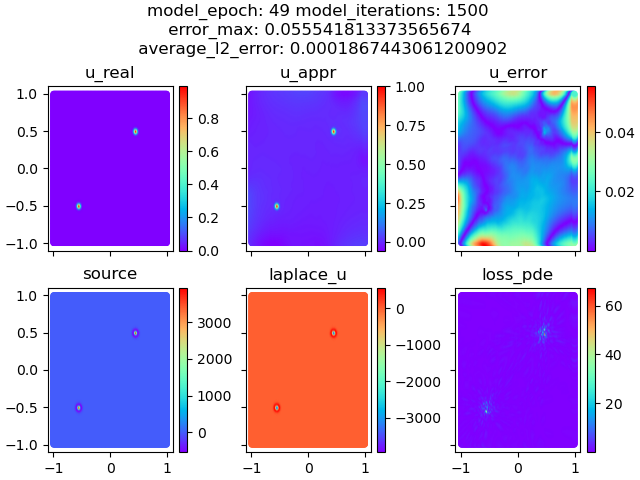 model_epoch: 49 model_iterations: 1500
error_max: 0.055541813373565674
average_l2_error: 0.0001867443061200902
u_real u_appr u_error
1.0 0.5 0.0 −0.5 −1.0
0.8 0.6 0.4 0.2 0.0
1.00 0.75 0.50 0.25 0.00
0.04 0.02
source laplace_u loss_pde
1.0 0.5 0.0 −0.5 −1.0
3000 2000 1000 0
0 −1000 −2000 −3000
60 40 20
−1 0 1 −1 0 1 −1 0 1